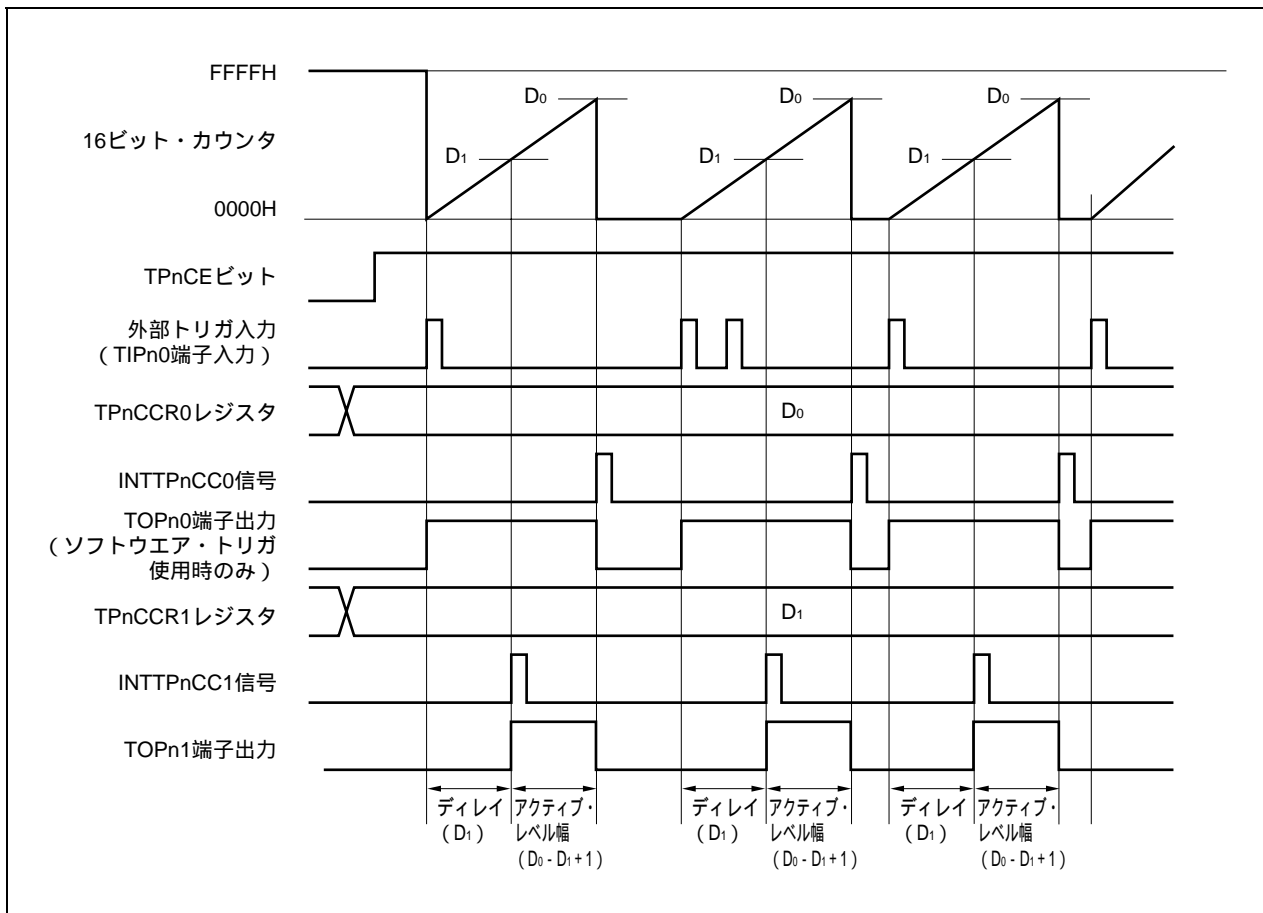 FFFFH
D0
D0
D0
16ビット・カウンタ
D1
D1
D1
0000H
TPnCEビット
外部トリガ入力
(TIPn0端子入力)
TPnCCR0レジスタ
D0
INTTPnCC0信号
TOPn0端子出力
(ソフトウエア・トリガ
使用時のみ)
TPnCCR1レジスタ
D1
INTTPnCC1信号
TOPn1端子出力
ディレイ
(D1)
アクティブ・
レベル幅
(D0 - D1 + 1)
ディレイ
(D1)
アクティブ・
レベル幅
(D0 - D1 + 1)
ディレイ
(D1)
アクティブ・
レベル幅
(D0 - D1 + 1)